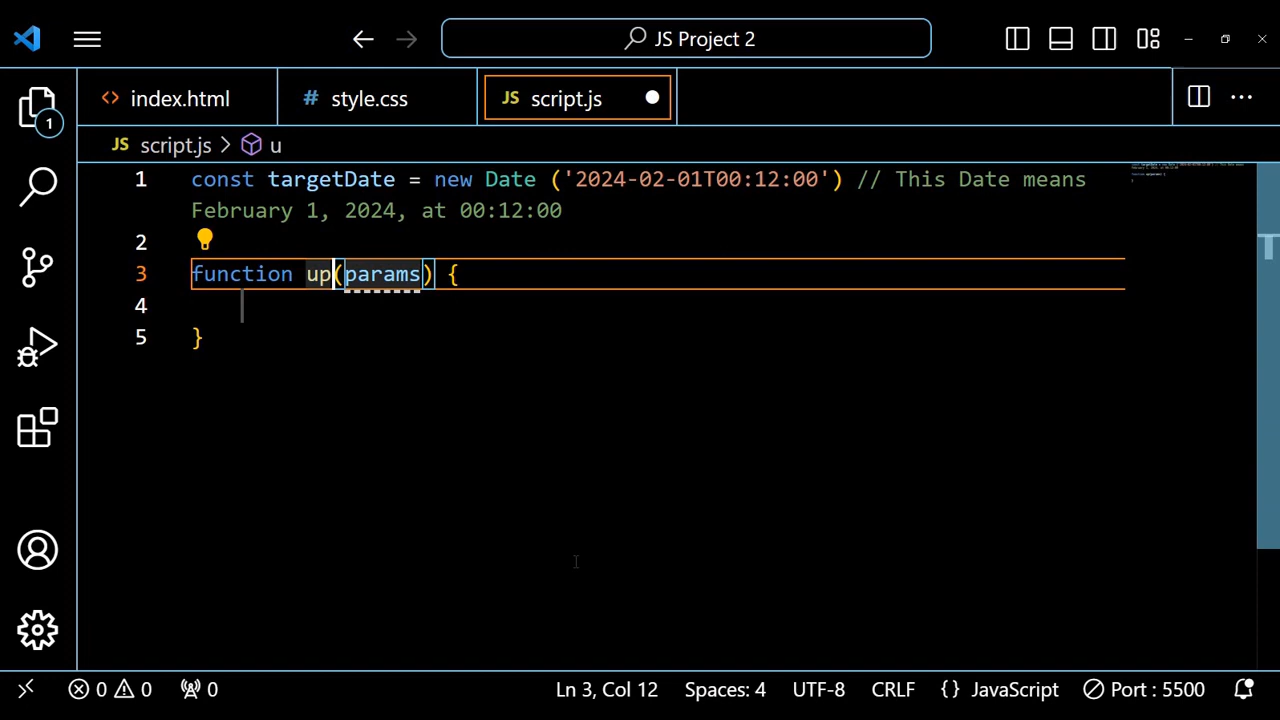 JS Project 2
index.html
# style.css
JS script.js
1
JS script.js > u
1 const targetDate = new Date ('2024-02-01T00:12:00') // This Date means
February 1, 2024, at 00:12:00
2
3 function up(params) {
4
5 }
0 0 0 Ln 3, Col 12 Spaces: 4 UTF-8 CRLF {} JavaScript Port : 5500